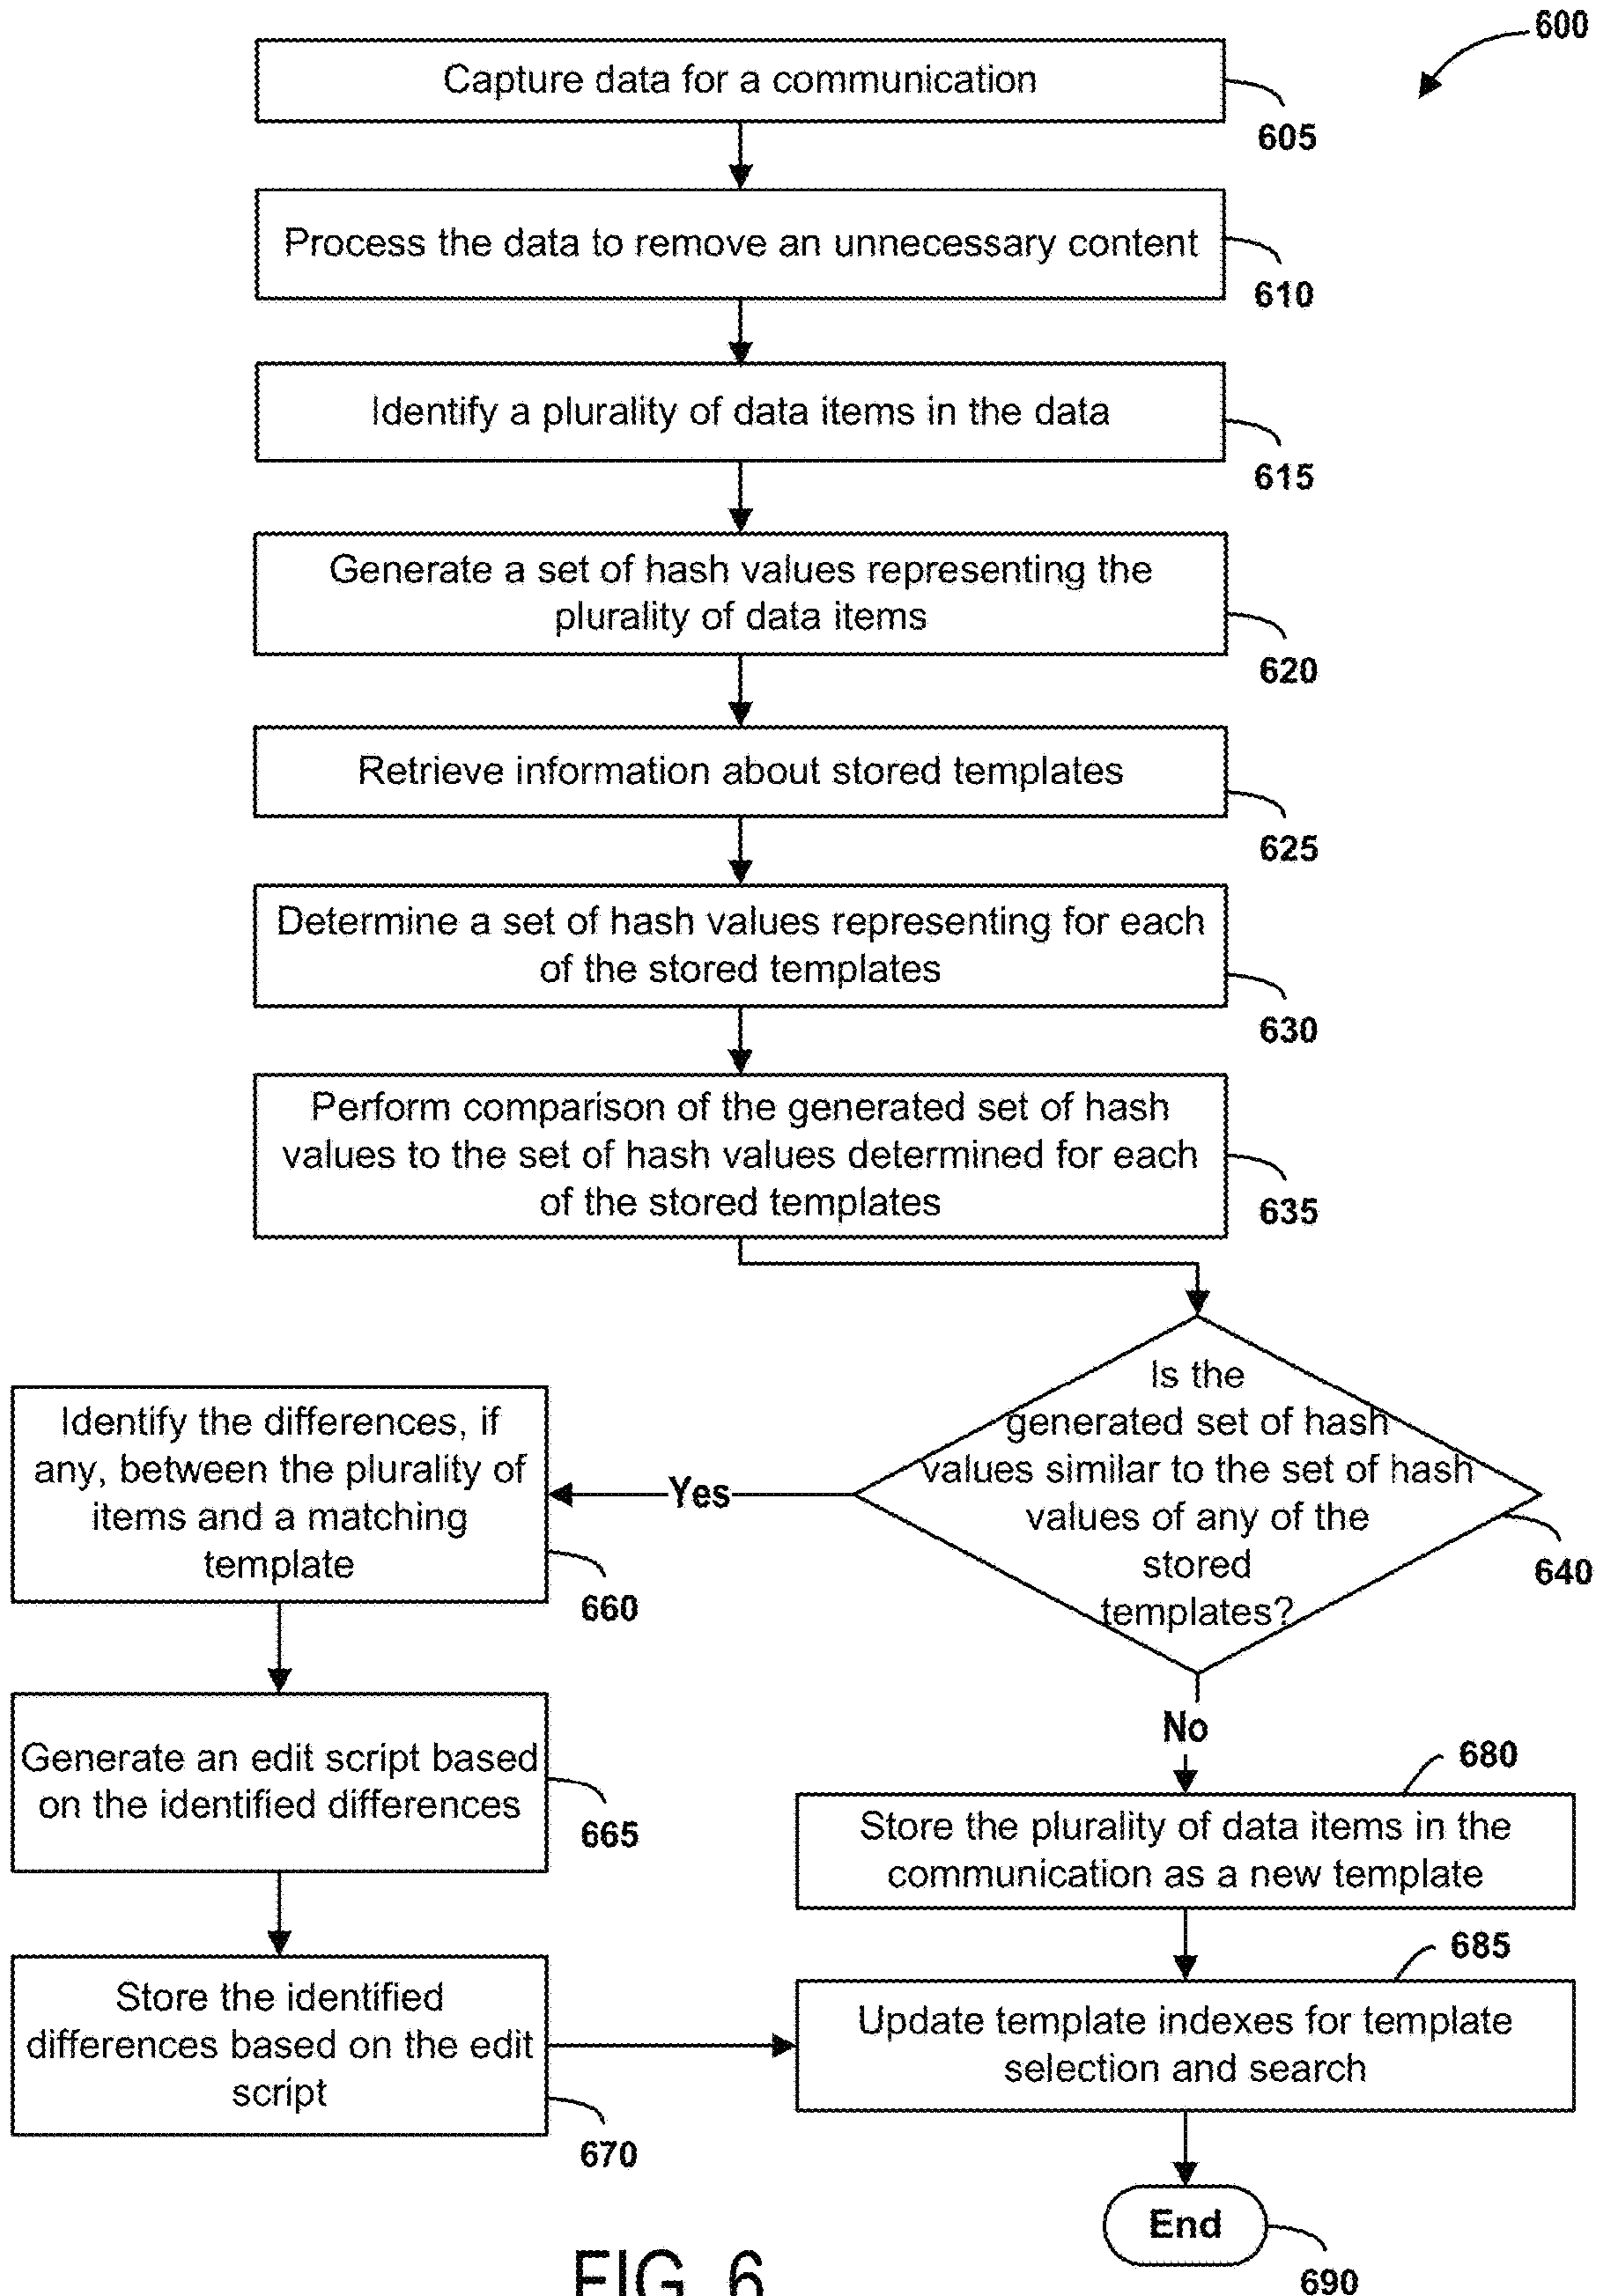 600
Capture data for a communication
605
Process the data to remove an unnecessary content
610
Identify a plurality of data items in the data
615
Generate a set of hash values representing the
plurality of data items
620
Retrieve information about stored templates
625
Determine a set of hash values representing for each
of the stored templates
630
Perform comparison of the generated set of hash
values to the set of hash values determined for each
of the stored templates
635
Is the
generated set of hash
values similar to the set of hash
values of any of the
stored
templates?
640
Yes
Identify the differences, if
any, between the plurality of
items and a matching
template
660
Generate an edit script based
on the identified differences
665
Store the identified
differences based on the edit
script
670
No
680
Store the plurality of data items in the
communication as a new template
685
Update template indexes for template
selection and search
End
690
FIG. 6